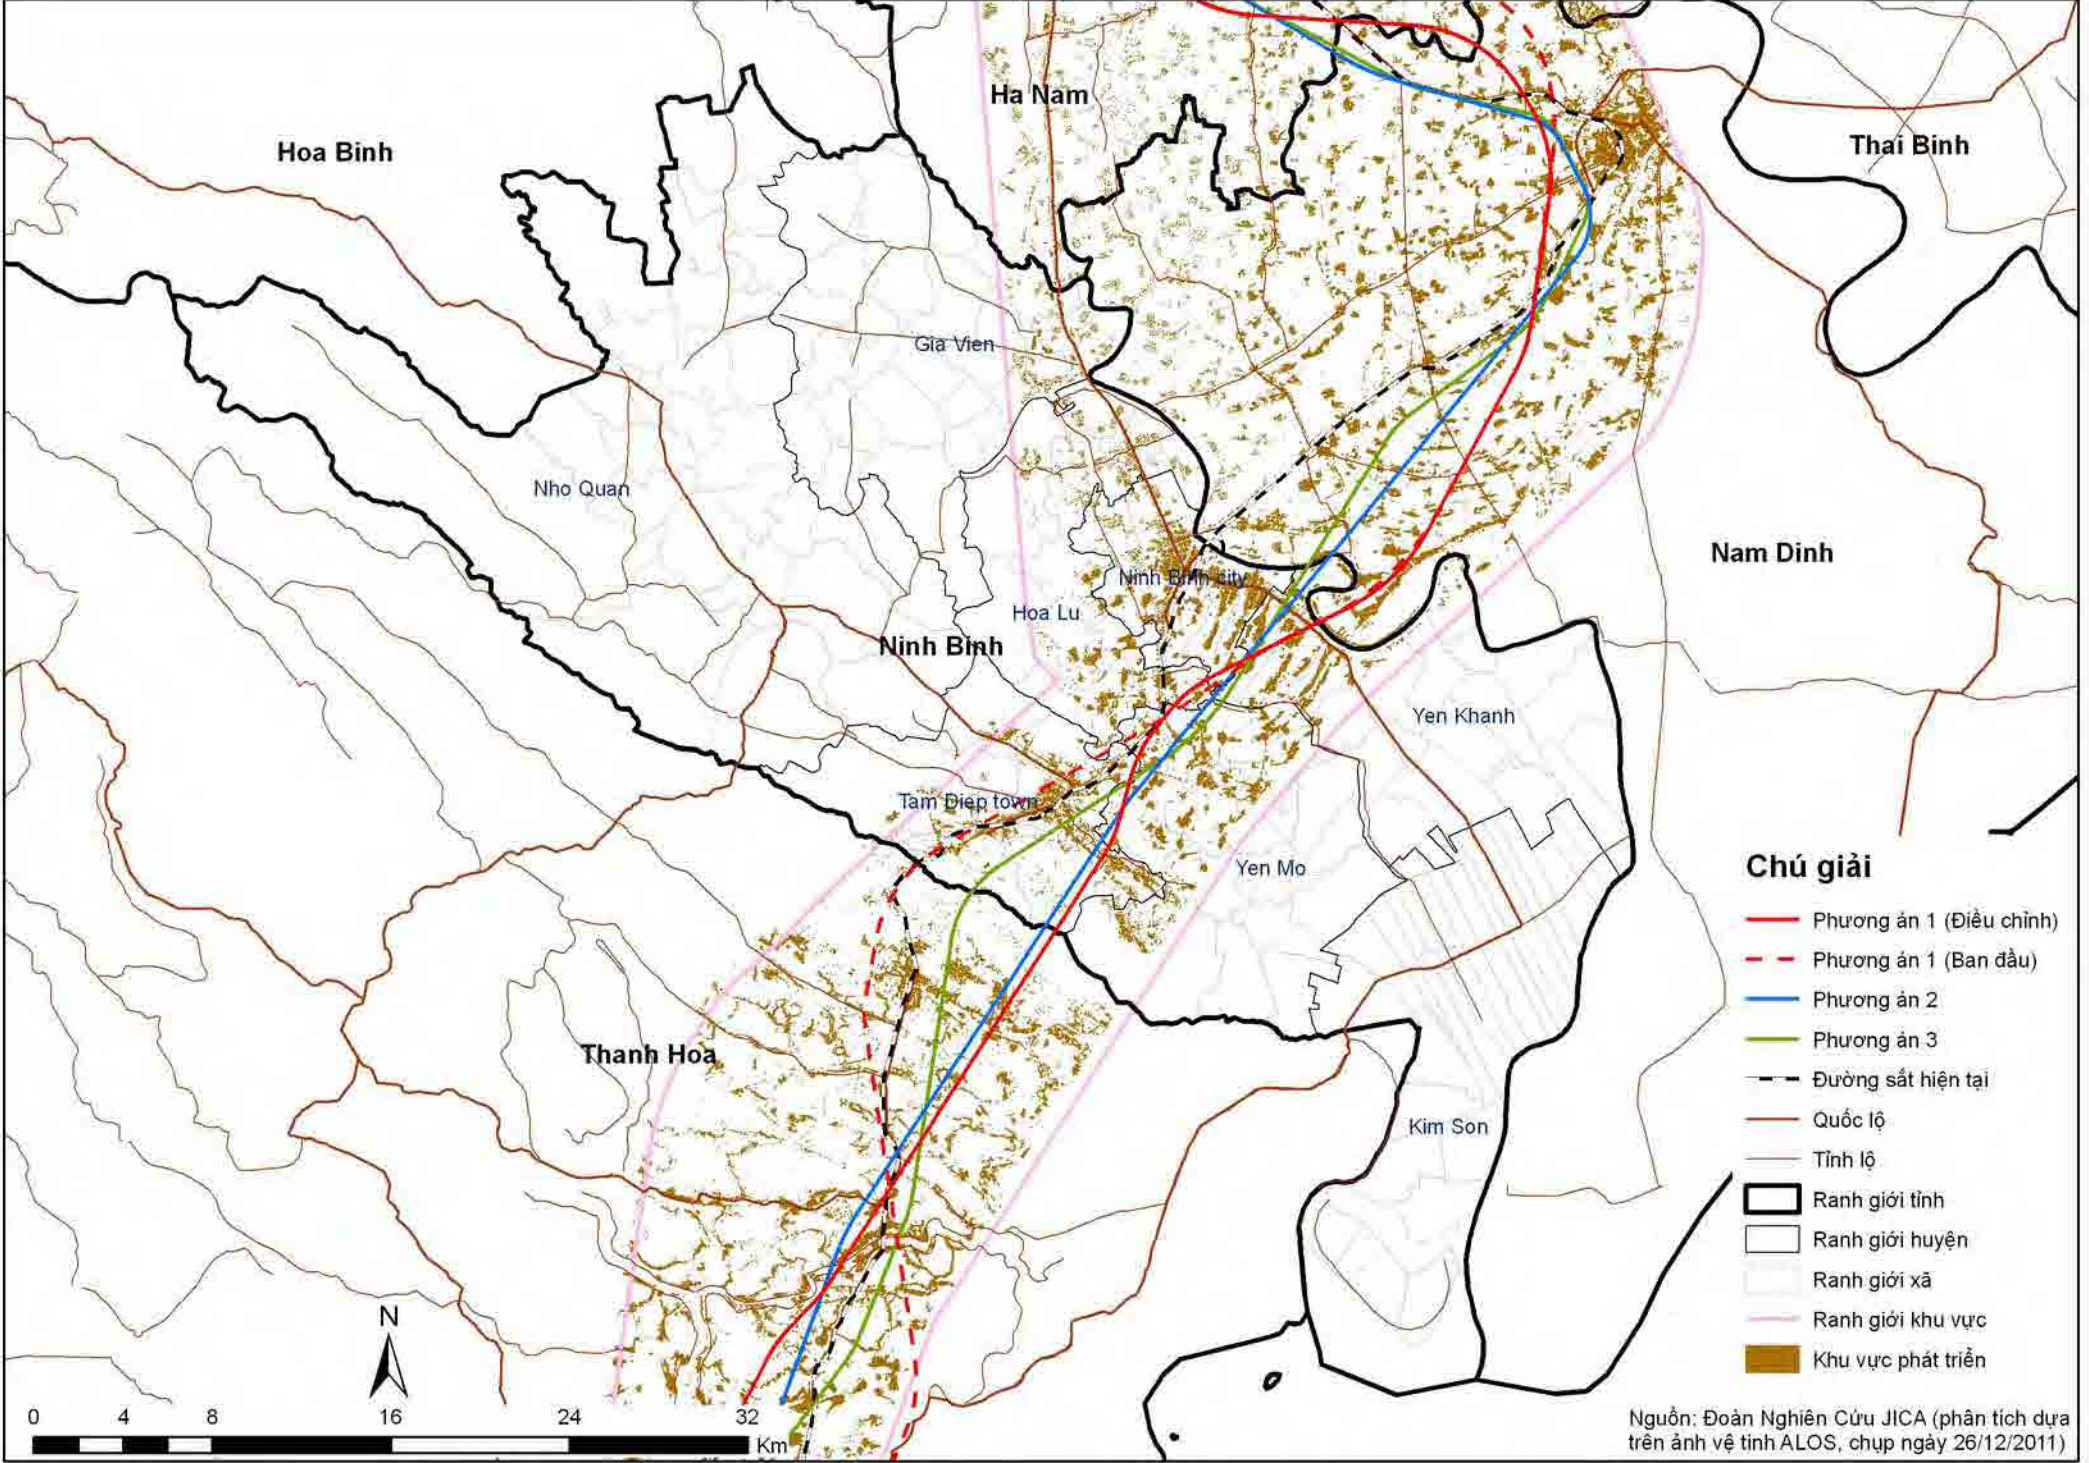 Ha Nam
Hoa Binh
Thai Binh
Gia Vien
Nho Quan
Nam Dinh
Ninh Binh city
Hoa Lu
Ninh Binh
Yen Khanh
Tam Diep town
Yen Mo
Thanh Hoa
Kim Son
Chú giải
Phương án 1 (Điều chỉnh)
Phương án 1 (Ban đầu)
Phương án 2
Phương án 3
Đường sắt hiện tại
Quốc lộ
Tỉnh lộ
Ranh giới tỉnh
Ranh giới huyện
Ranh giới xã
Ranh giới khu vực
Khu vực phát triển
N
0 4 8 16 24 32
Km
Nguồn: Đoàn Nghiên Cứu JICA (phân tích dựa
trên ảnh vệ tinh ALOS, chụp ngày 26/12/2011)